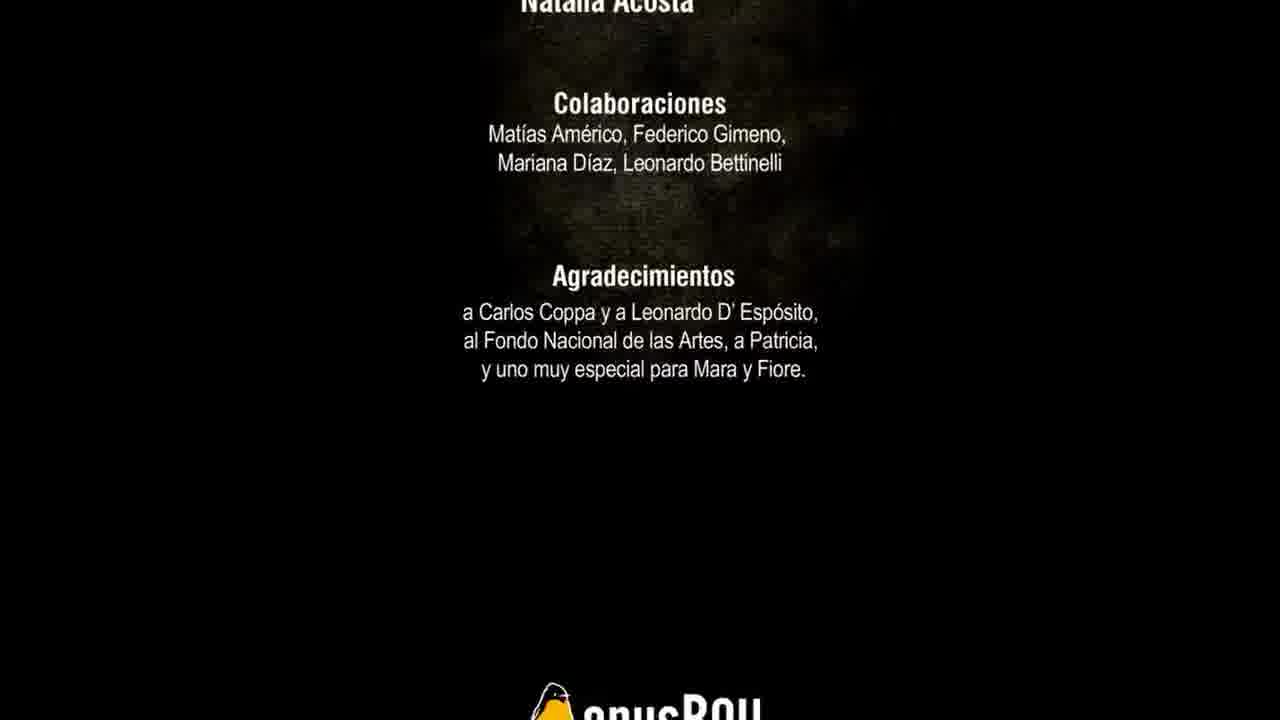 Natalia Acosta
Colaboraciones
Matías Américo, Federico Gimeno,
Mariana Díaz, Leonardo Bettinelli
Agradecimientos
a Carlos Coppa y a Leonardo D’ Espósito,
al Fondo Nacional de las Artes, a Patricia,
y uno muy especial para Mara y Fiore.